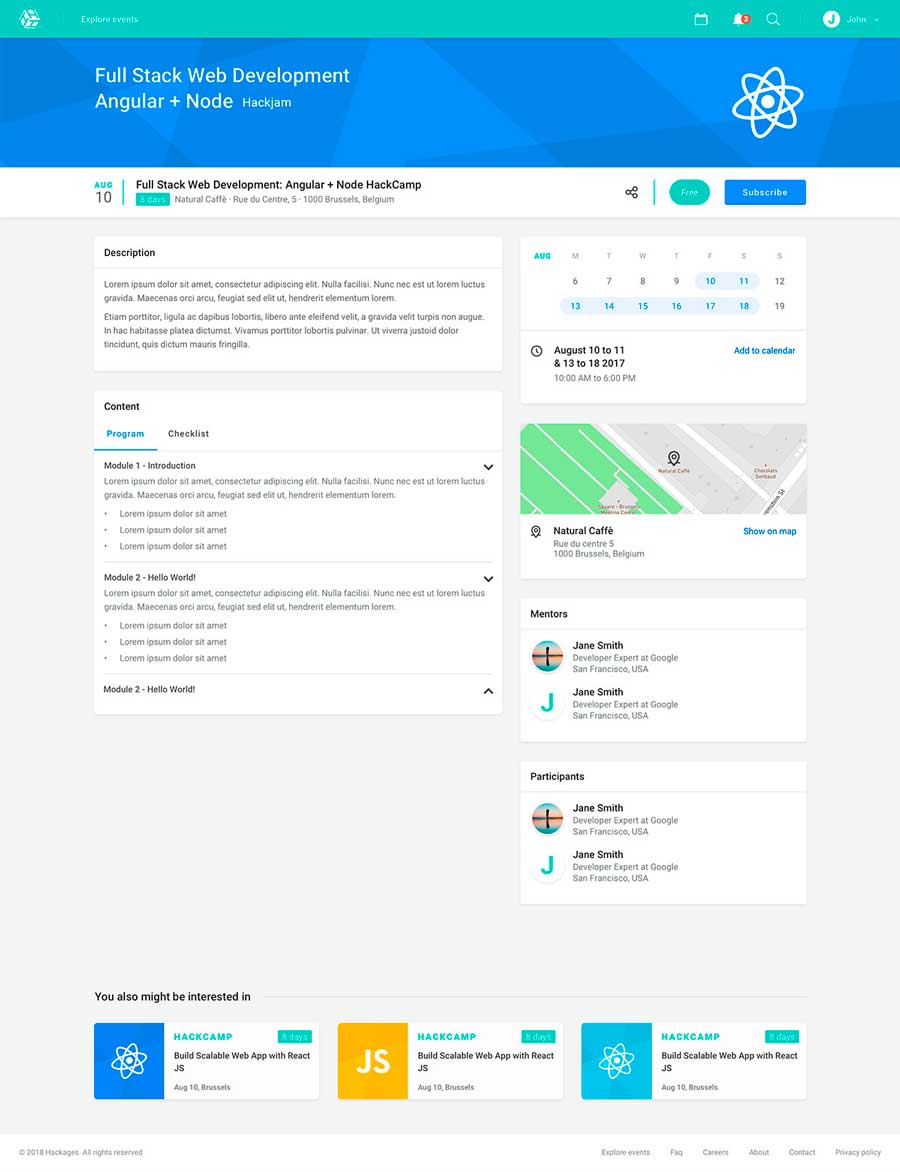 Explore events
3
J
John
Full Stack Web Development
Angular + Node Hackjam
AUG
10
Full Stack Web Development: Angular + Node HackCamp
8 days Natural Caffè · Rue du Centre, 5 · 1000 Brussels, Belgium
Free
Subscribe
Description
Lorem ipsum dolor sit amet, consectetur adipiscing elit. Nulla facilisi. Nunc nec est ut lorem luctus
gravida. Maecenas orci arcu, feugiat sed elit ut, hendrerit elementum lorem.
Etiam porttitor, ligula ac dapibus lobortis, libero ante eleifend velit, a gravida velit turpis non augue.
In hac habitasse platea dictumst. Vivamus porttitor lobortis pulvinar. Ut viverra justoid dolor
tincidunt, quis dictum mauris fringilla.
Content
Program Checklist
Module 1 - Introduction
Lorem ipsum dolor sit amet, consectetur adipiscing elit. Nulla facilisi. Nunc nec est ut lorem luctus
gravida. Maecenas orci arcu, feugiat sed elit ut, hendrerit elementum lorem.
• Lorem ipsum dolor sit amet
• Lorem ipsum dolor sit amet
• Lorem ipsum dolor sit amet
Module 2 - Hello World!
Lorem ipsum dolor sit amet, consectetur adipiscing elit. Nulla facilisi. Nunc nec est ut lorem luctus
gravida. Maecenas orci arcu, feugiat sed elit ut, hendrerit elementum lorem.
• Lorem ipsum dolor sit amet
• Lorem ipsum dolor sit amet
• Lorem ipsum dolor sit amet
Module 2 - Hello World!
AUG M T W T F S S
6 7 8 9 10 11 12
13 14 15 16 17 18 19
August 10 to 11
& 13 to 18 2017
Add to calendar
10:00 AM to 6:00 PM
Natural Caffè
Chocolats
Gerbaud
Square - Brussels
Meeting Center
Natural Caffè
Show on map
Rue du centre 5
1000 Brussels, Belgium
Mentors
Jane Smith
Developer Expert at Google
San Francisco, USA
J
Jane Smith
Developer Expert at Google
San Francisco, USA
Participants
Jane Smith
Developer Expert at Google
San Francisco, USA
J
Jane Smith
Developer Expert at Google
San Francisco, USA
You also might be interested in
HACKCAMP 8 days
Build Scalable Web App with React
JS
Aug 10, Brussels
JS
HACKCAMP 8 days
Build Scalable Web App with React
JS
Aug 10, Brussels
HACKCAMP 8 days
Build Scalable Web App with React
JS
Aug 10, Brussels
© 2018 Hackages. All rights reserved
Explore events Faq Careers About Contact Privacy policy